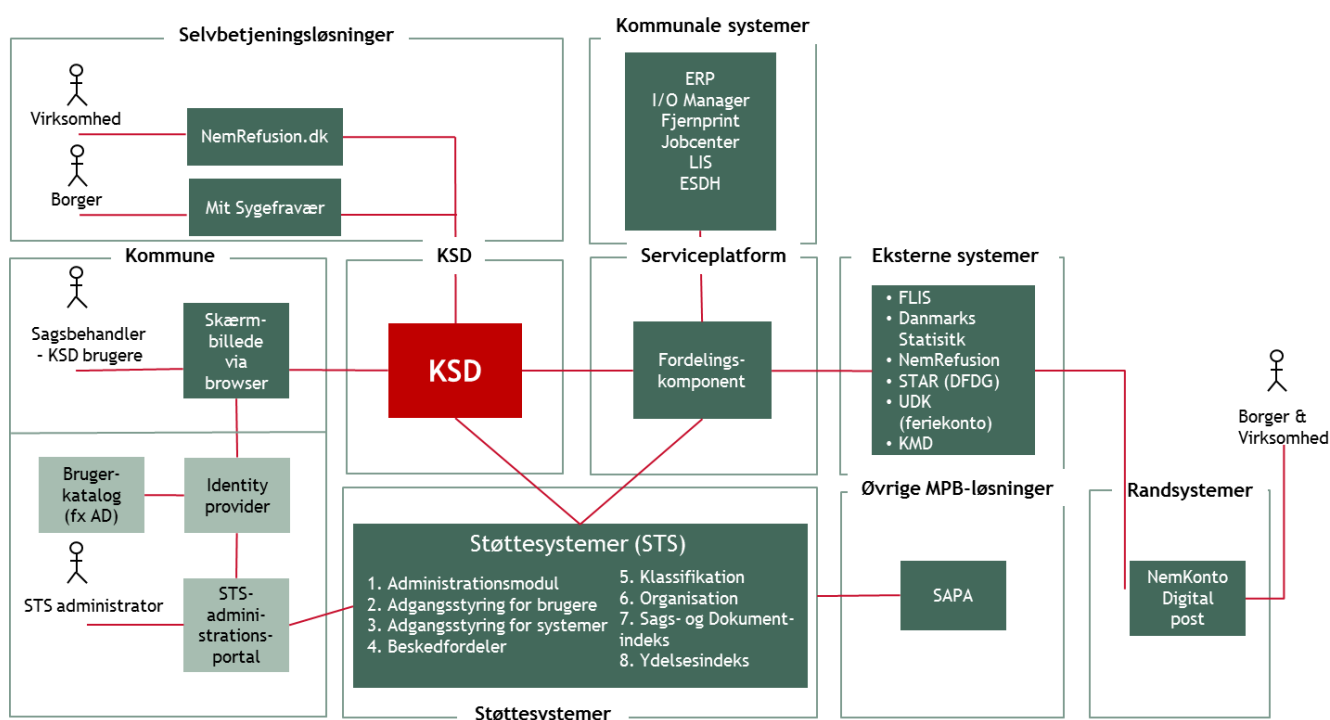 Selvbetjeningsløsninger
Virksomhed
NemRefusion.dk
Borger
Mit Sygefravær
Kommunale systemer
ERP
I/O Manager
Fjernprint
Jobcenter
LIS
ESDH
Kommune
Sagsbehandler
- KSD brugere
Skærm-
billede
via
browser
KSD
KSD
Serviceplatform
Fordelings-
komponent
Eksterne systemer
• FLIS
• Danmarks
Statisitk
• NemRefusion
• STAR (DFDG)
• UDK
(feriekonto)
• KMD
Borger &
Virksomhed
Bruger-
katalog
(fx AD)
Identity
provider
STS administrator
STS-
admini-
strations-
portal
Støttesystemer (STS)
1. Administrationsmodul
2. Adgangsstyring for brugere
3. Adgangsstyring for systemer
4. Beskedfordeler
5. Klassifikation
6. Organisation
7. Sags- og Dokument-
indeks
8. Ydelsesindeks
Støttesystemer
Øvrige MPB-løsninger
SAPA
Randsystemer
NemKonto
Digital
post